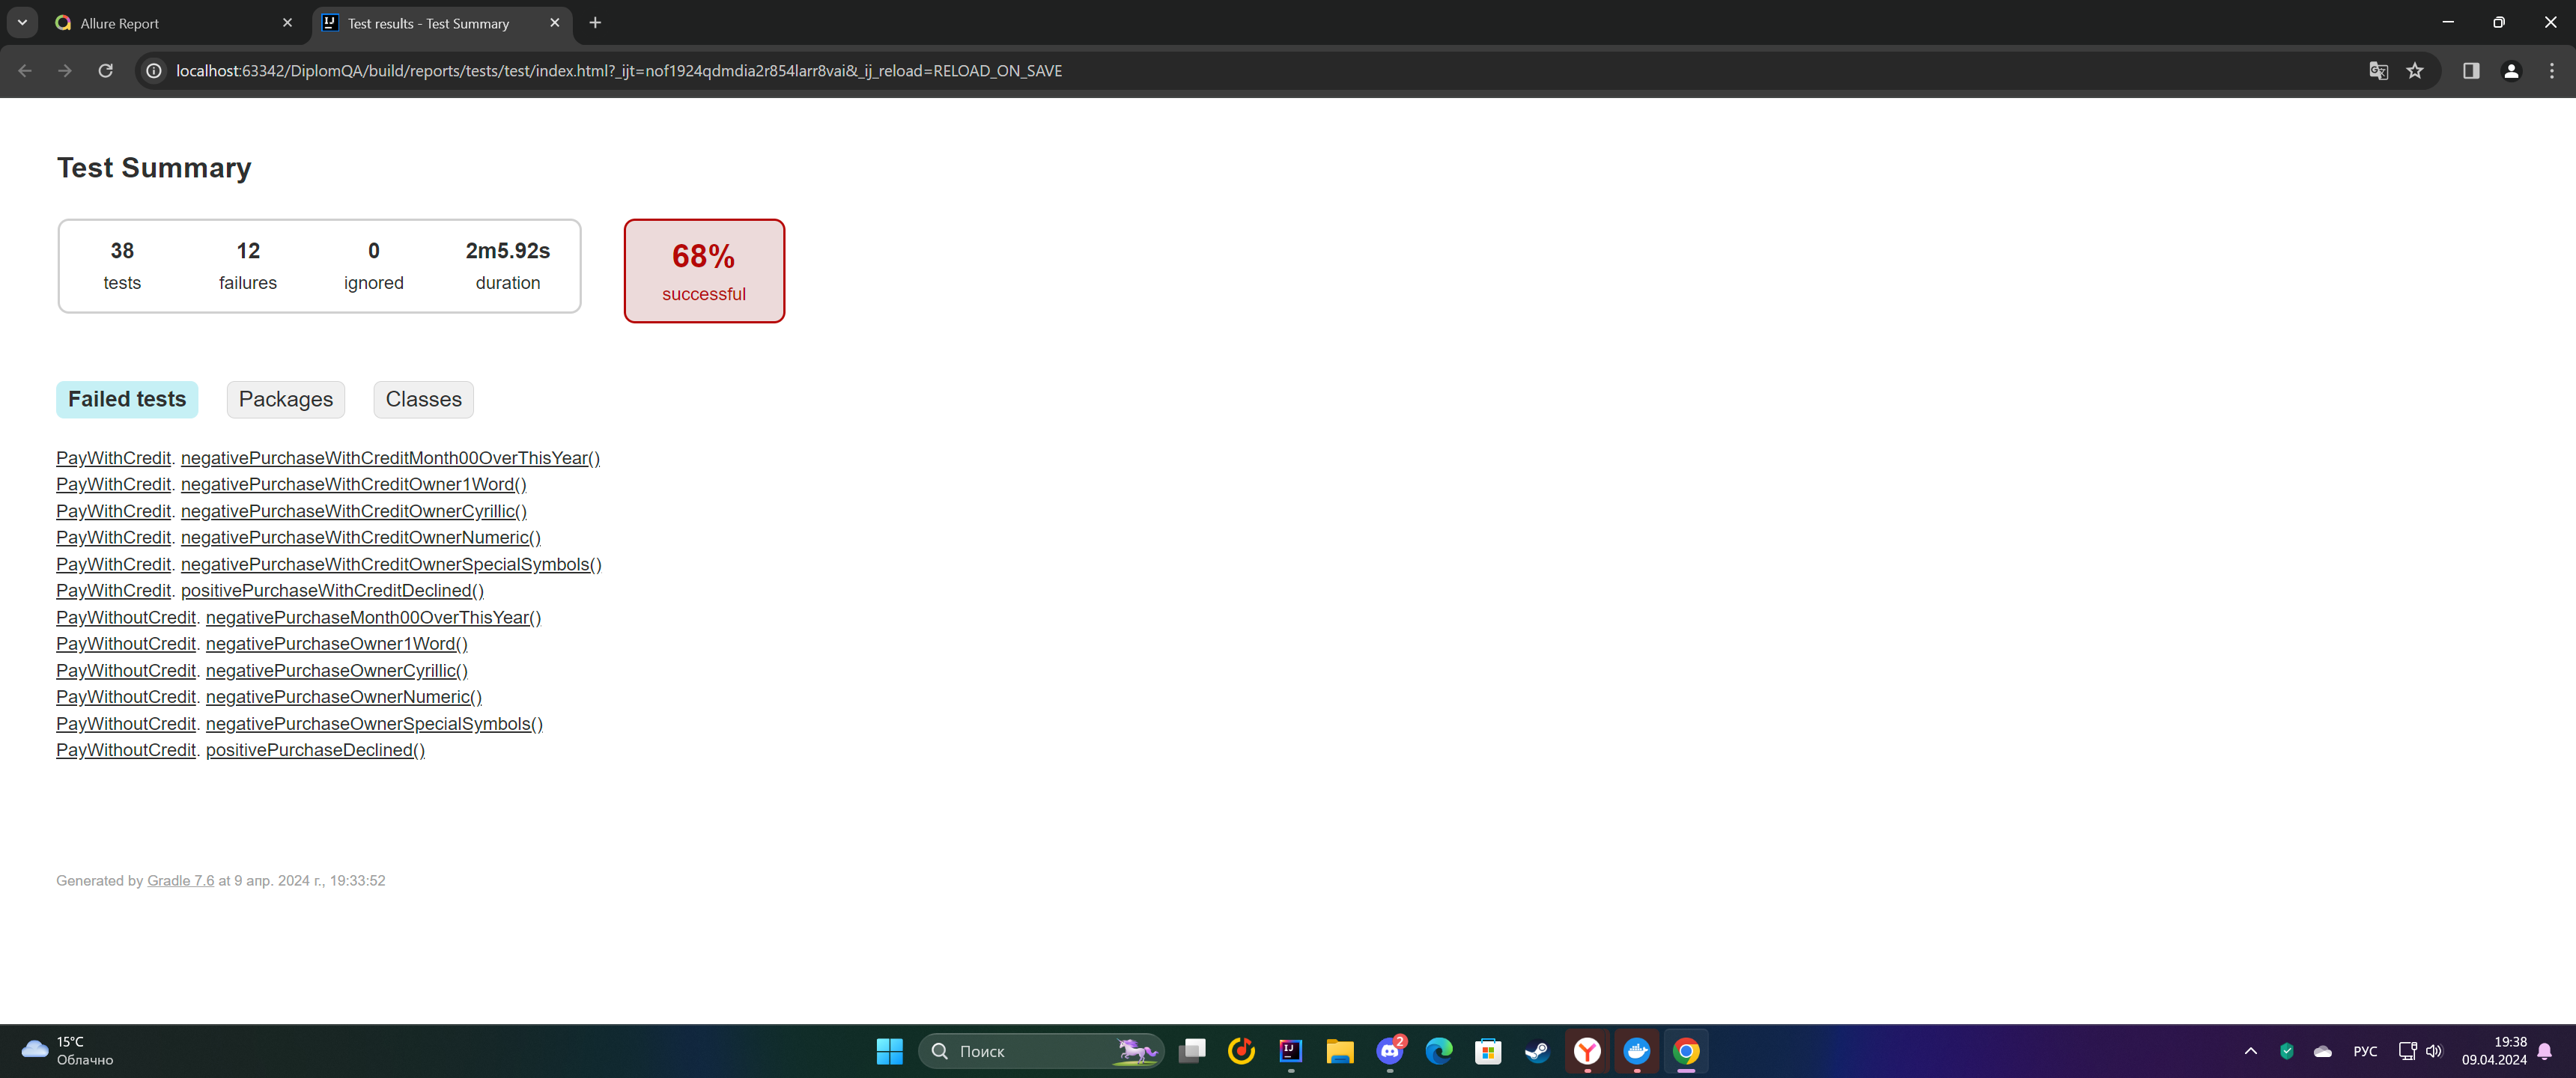 Allure Report
Test results - Test Summary
localhost:63342/DiplomQA/build/reports/tests/test/index.html?_ijt=nof1924qdmdia2r854larr8vai&_ij_reload=RELOAD_ON_SAVE
Test Summary
38 12 0 2m5.92s
tests failures ignored duration
68%
successful
Failed tests Packages Classes
PayWithCredit. negativePurchaseWithCreditMonth00OverThisYear()
PayWithCredit. negativePurchaseWithCreditOwner1Word()
PayWithCredit. negativePurchaseWithCreditOwnerCyrillic()
PayWithCredit. negativePurchaseWithCreditOwnerNumeric()
PayWithCredit. negativePurchaseWithCreditOwnerSpecialSymbols()
PayWithCredit. positivePurchaseWithCreditDeclined()
PayWithoutCredit. negativePurchaseMonth00OverThisYear()
PayWithoutCredit. negativePurchaseOwner1Word()
PayWithoutCredit. negativePurchaseOwnerCyrillic()
PayWithoutCredit. negativePurchaseOwnerNumeric()
PayWithoutCredit. negativePurchaseOwnerSpecialSymbols()
PayWithoutCredit. positivePurchaseDeclined()
Generated by Gradle 7.6 at 9 апр. 2024 г., 19:33:52
15°C
Облачно
Поиск
2
РУС
19:38
09.04.2024